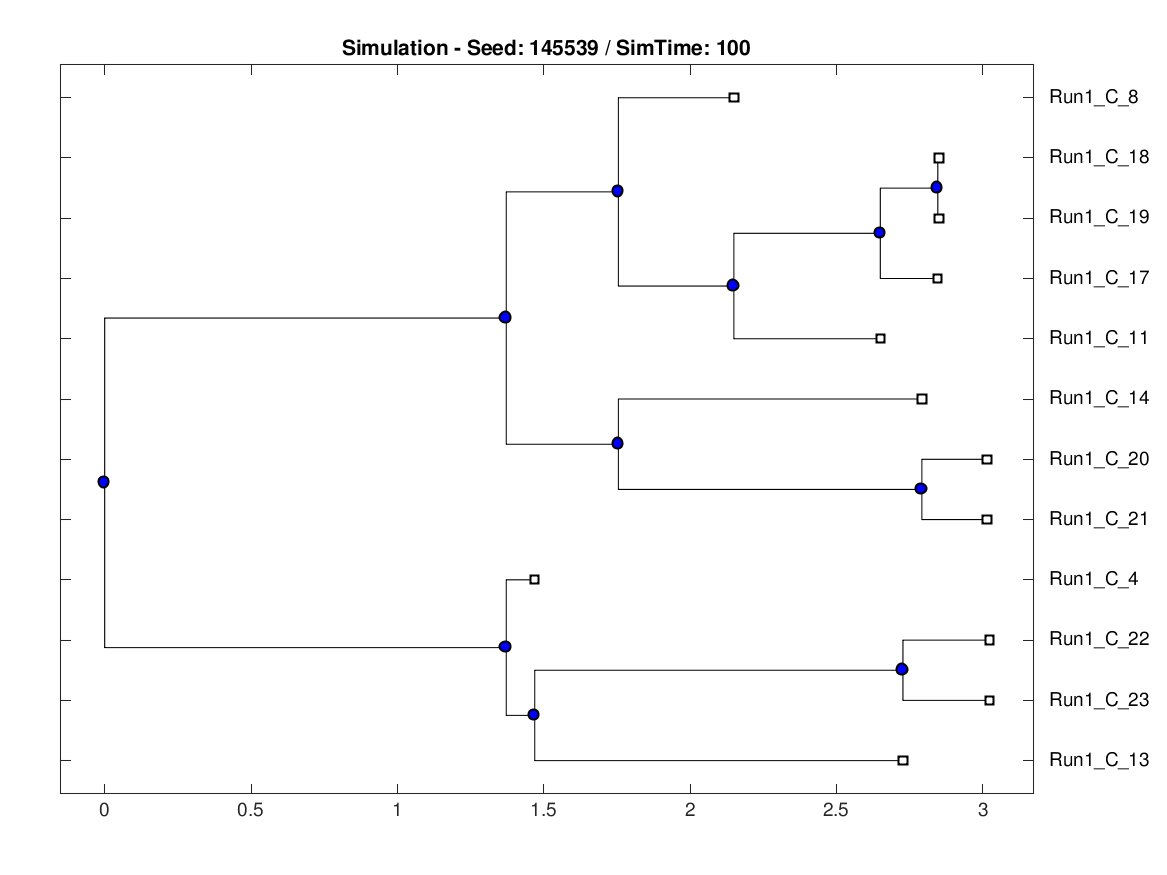 Simulation - Seed: 145539 / SimTime: 100
Run1_C_8
Run1_C_18
Run1_C_19
Run1_C_17
Run1_C_11
Run1_C_14
Run1_C_20
Run1_C_21
Run1_C_4
Run1_C_22
Run1_C_23
Run1_C_13
0 0.5 1 1.5 2 2.5 3